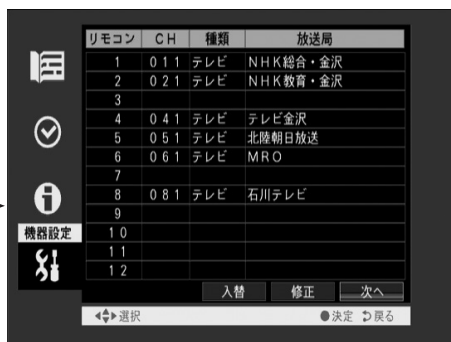 リモコン CH 種類 放送局
1 011 テレビ NHK総合・金沢
2 021 テレビ NHK教育・金沢
3
4 041 テレビ テレビ金沢
5 051 テレビ 北陸朝日放送
6 061 テレビ MRO
7
8 081 テレビ 石川テレビ
9
機器設定
10
11
12
入替 修正 次へ
選択 決定 戻る